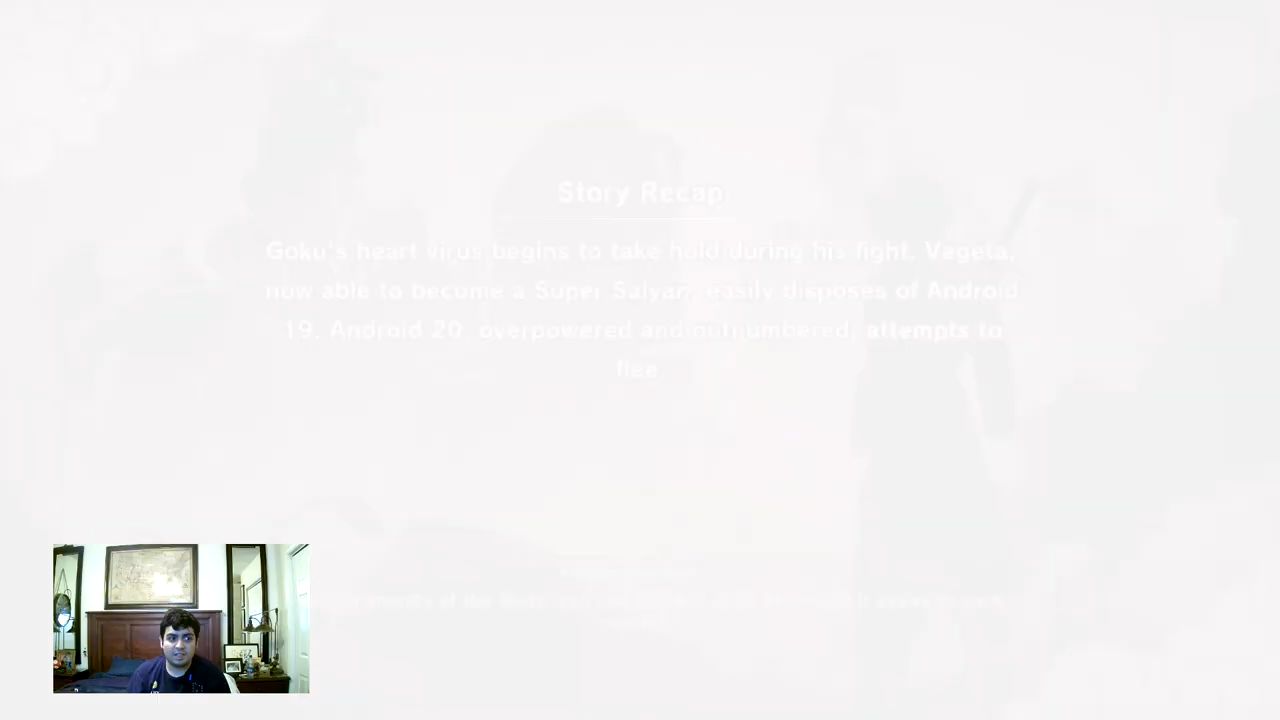 Story Recap
Goku's heart virus begins to take hold during his fight. Vegeta,
now able to become a Super Saiyan, easily disposes of Android
19. Android 20, overpowered and outnumbered, attempts to
flee.